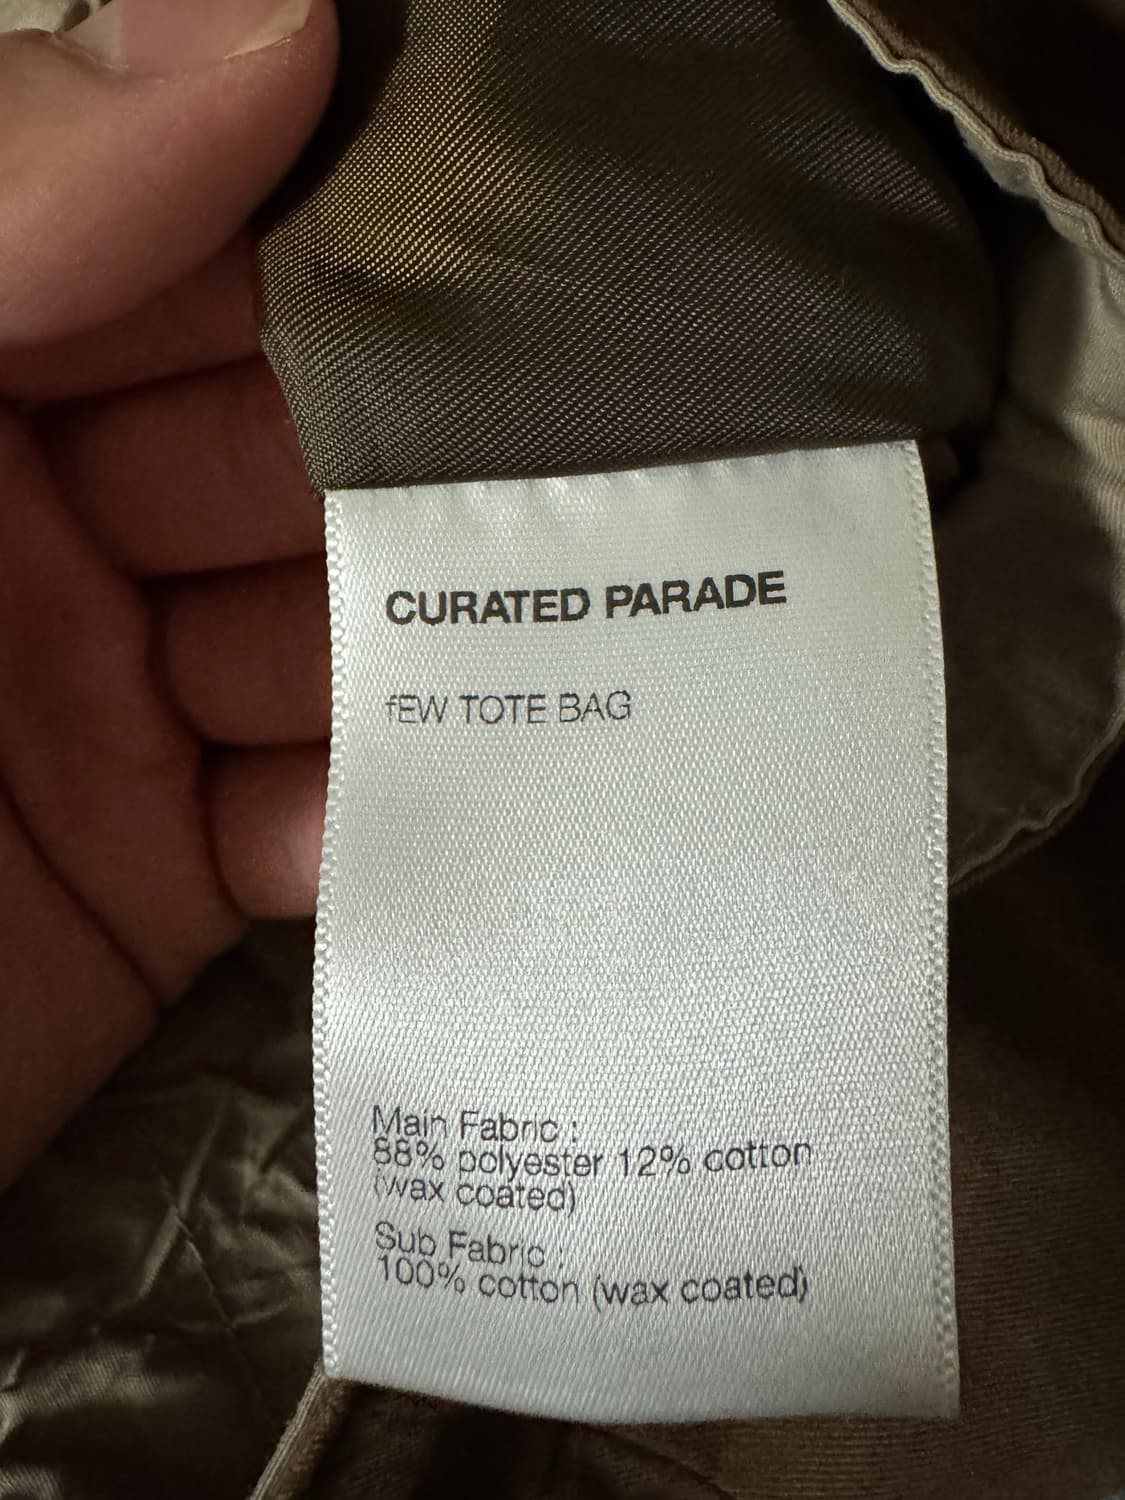 CURATED PARADE
fEW TOTE BAG
Main Fabric :
88% polyester 12% cotton
(wax coated)
Sub Fabric :
100% cotton (wax coated)